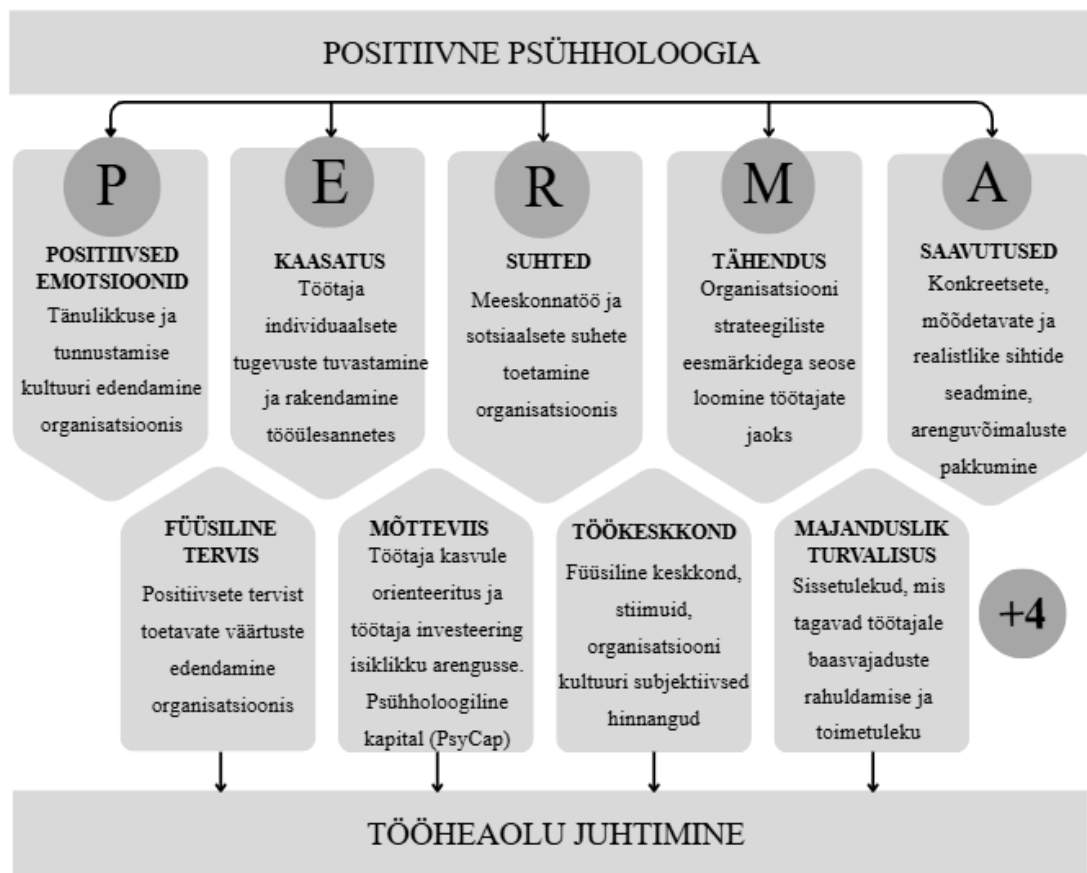 POSITIIVNE PSÜHHOLOOGIA
P
POSITIIVSED
EMOTSIOONID
Tänulikkuse ja
tunnustamise
kultuuri edendamine
organisatsioonis
E
KAASATUS
Töötaja
individuaalsete
tugevuste tuvastamine
ja rakendamine
tööülesannetes
R
SUHTED
Meeskonnatöö ja
sotsiaalsete suhete
toetamine
organisatsioonis
M
TÄHENDUS
Organisatsiooni
strateegiliste
eesmärkidega seose
loomine töötajate
jaoks
A
SAAVUTUSED
Konkreetsete,
mõõdetavate ja
realistlike sihtide
seadmine,
arenguvõimaluste
pakkumine
FÜÜSILINE
TERVIS
Positiivsete tervist
toetavate väärtuste
edendamine
organisatsioonis
MÕTTEVIIS
Töötaja kasvule
orienteeritus ja
töötaja investeering
isiklikku arengusse.
Psühholoogiline
kapital (PsyCap)
TÖÖKESKKOND
Füüsiline keskkond,
stiimuid,
organisatsiooni
kultuuri subjektiivsed
hinnangud
MAJANDUSLIK
TURVALISUS
Sissetulekud, mis
tagavad töötajale
baasvajaduste
rahuldamise ja
toimetuleku
+4
TÖÖHEAOLU JUHTIMINE